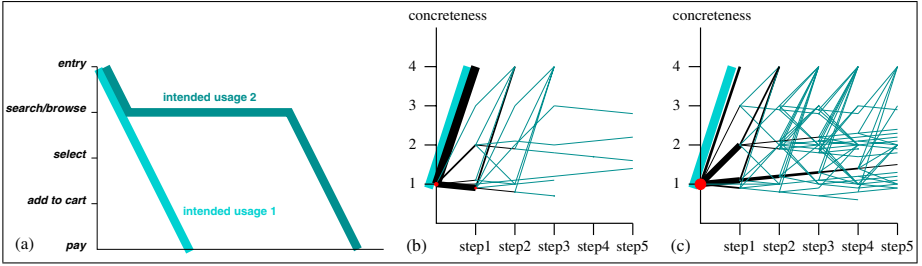 entry
search/browse
select
add to cart
pay
intended usage 2
intended usage 1
(a)
concreteness
4
3
2
1
step1 step2 step3 step4 step5
(b)
concreteness
4
3
2
1
step1 step2 step3 step4 step5
(c)